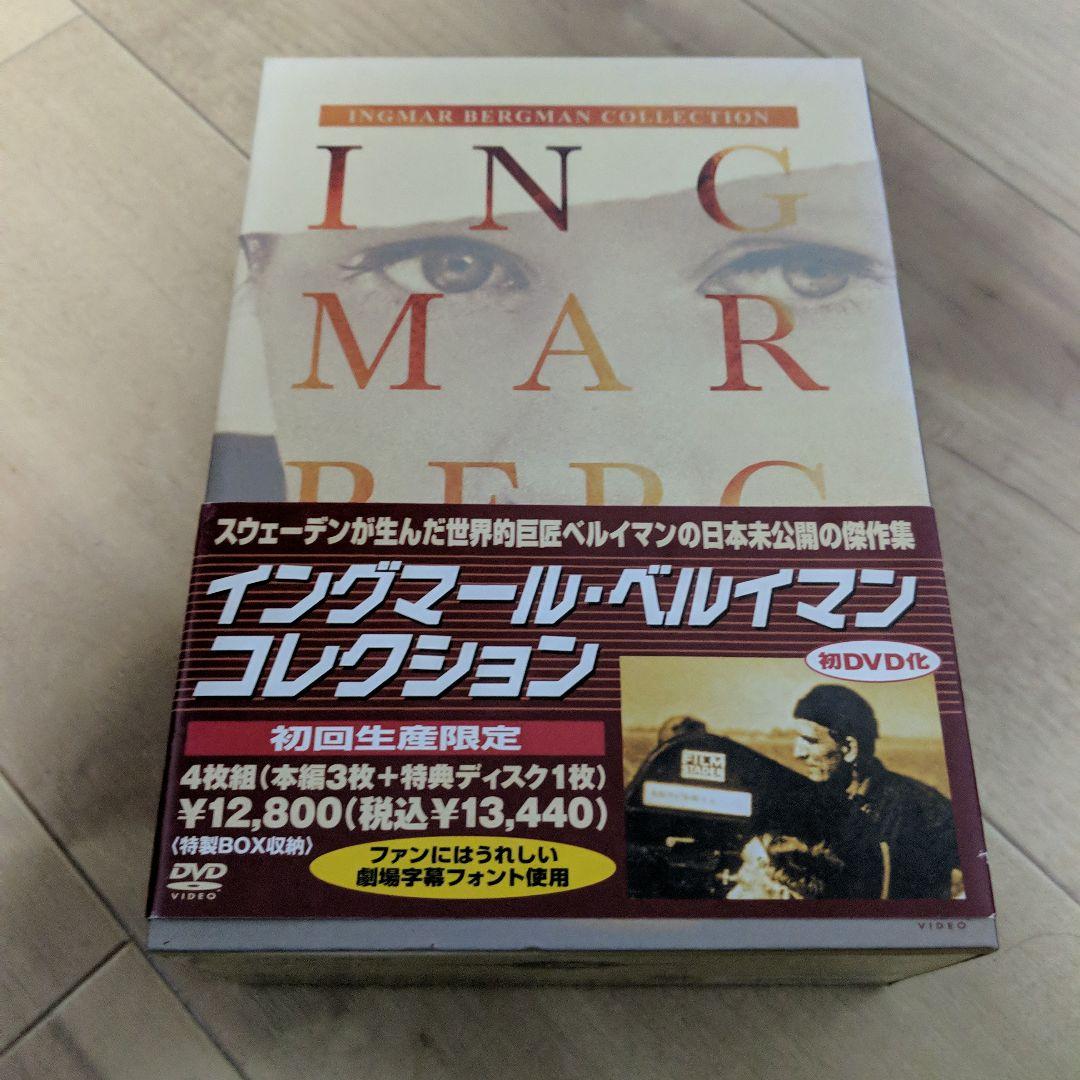 INGMAR BERGMAN COLLECTION
ING
MAR
BERG
スウェーデンが生んだ世界的巨匠ベルイマンの日本未公開の傑作集
イングマール・ベルイマン
コレクション
初DVD化
初回生産限定
4枚組(本編3枚+特典ディスク1枚)
¥12,800(税込¥13,440)
〈特製BOX収納〉
ファンにはうれしい
劇場字幕フォント使用
DVD
VIDEO
FILM
STADEN
VIDEO